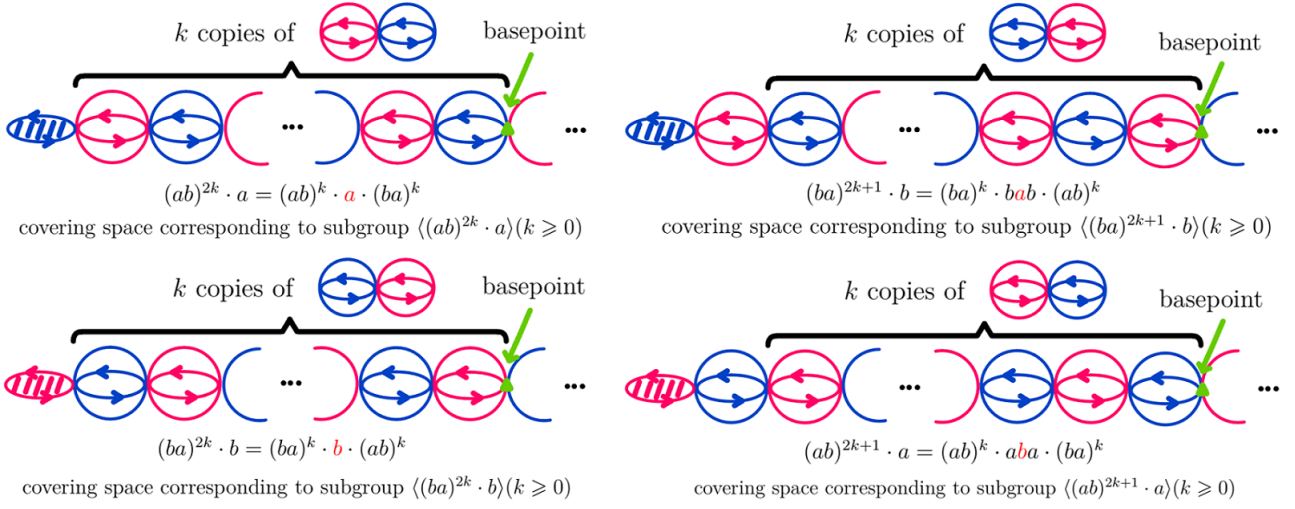 k copies of
basepoint
...
...
(ab)^{2k} · a = (ab)^k · a · (ba)^k
covering space corresponding to subgroup ⟨(ab)^{2k} · a⟩(k ⩾ 0)
k copies of
basepoint
...
...
(ba)^{2k+1} · b = (ba)^k · bab · (ab)^k
covering space corresponding to subgroup ⟨(ba)^{2k+1} · b⟩(k ⩾ 0)
k copies of
basepoint
...
...
(ba)^{2k} · b = (ba)^k · b · (ab)^k
covering space corresponding to subgroup ⟨(ba)^{2k} · b⟩(k ⩾ 0)
k copies of
basepoint
...
...
(ab)^{2k+1} · a = (ab)^k · aba · (ba)^k
covering space corresponding to subgroup ⟨(ab)^{2k+1} · a⟩(k ⩾ 0)